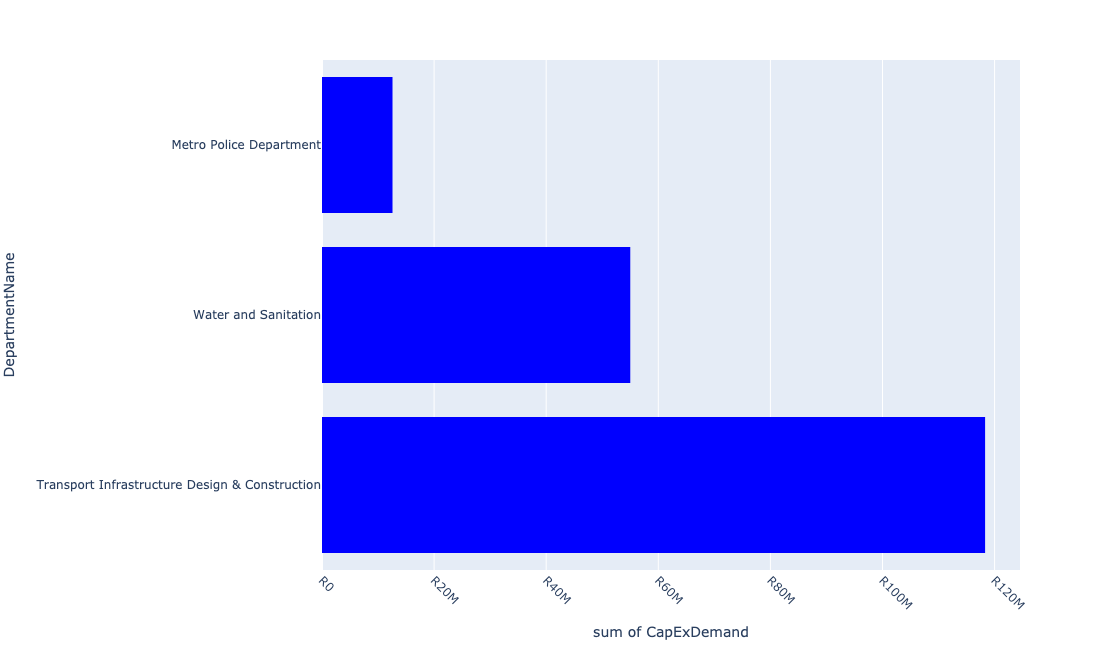 DepartmentName
Metro Police Department
Water and Sanitation
Transport Infrastructure Design & Construction
R0
R20M
R40M
R60M
R80M
R100M
R120M
sum of CapExDemand